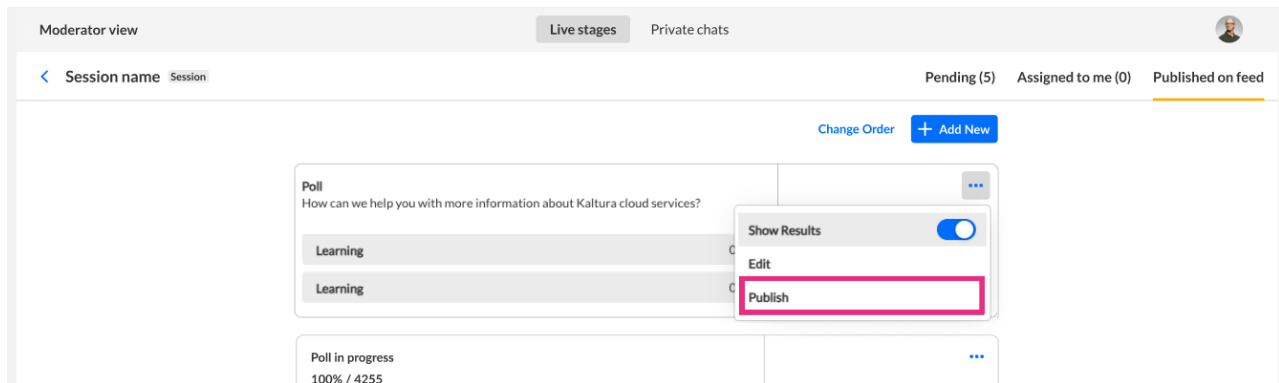 Moderator view
Live stages
Private chats
Session name
Session
Pending (5)
Assigned to me (0)
Published on feed
Change Order
+ Add New
Poll
How can we help you with more information about Kaltura cloud services?
Learning
Learning
Show Results
Edit
Publish
Poll in progress
100% / 4255